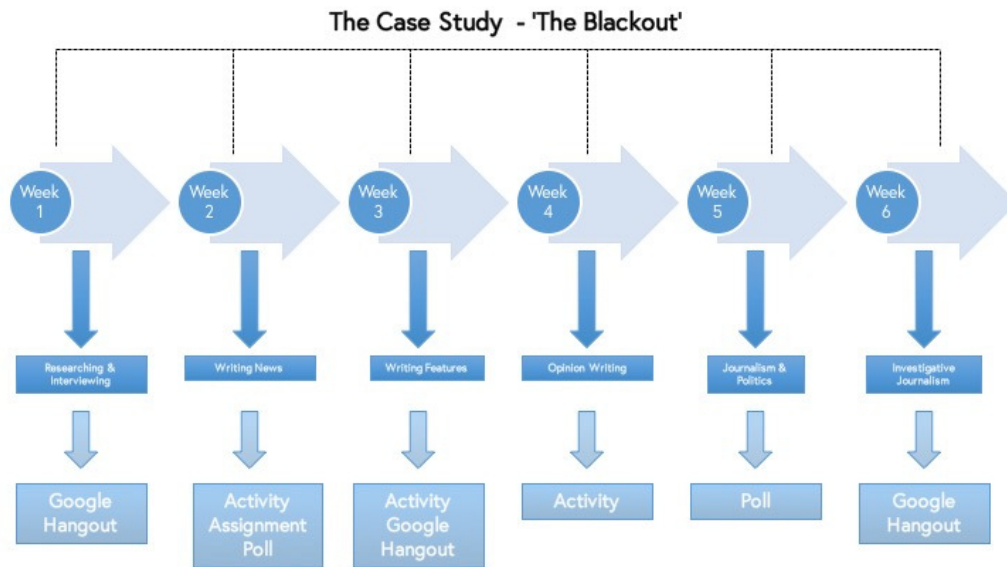 The Case Study - 'The Blackout'
Week
1
Week
2
Week
3
Week
4
Week
5
Week
6
Researching &
Interviewing
Writing News
Writing Features
Opinion Writing
Journalism &
Politics
Investigative
Journalism
Google
Hangout
Activity
Assignment
Poll
Activity
Google
Hangout
Activity
Poll
Google
Hangout